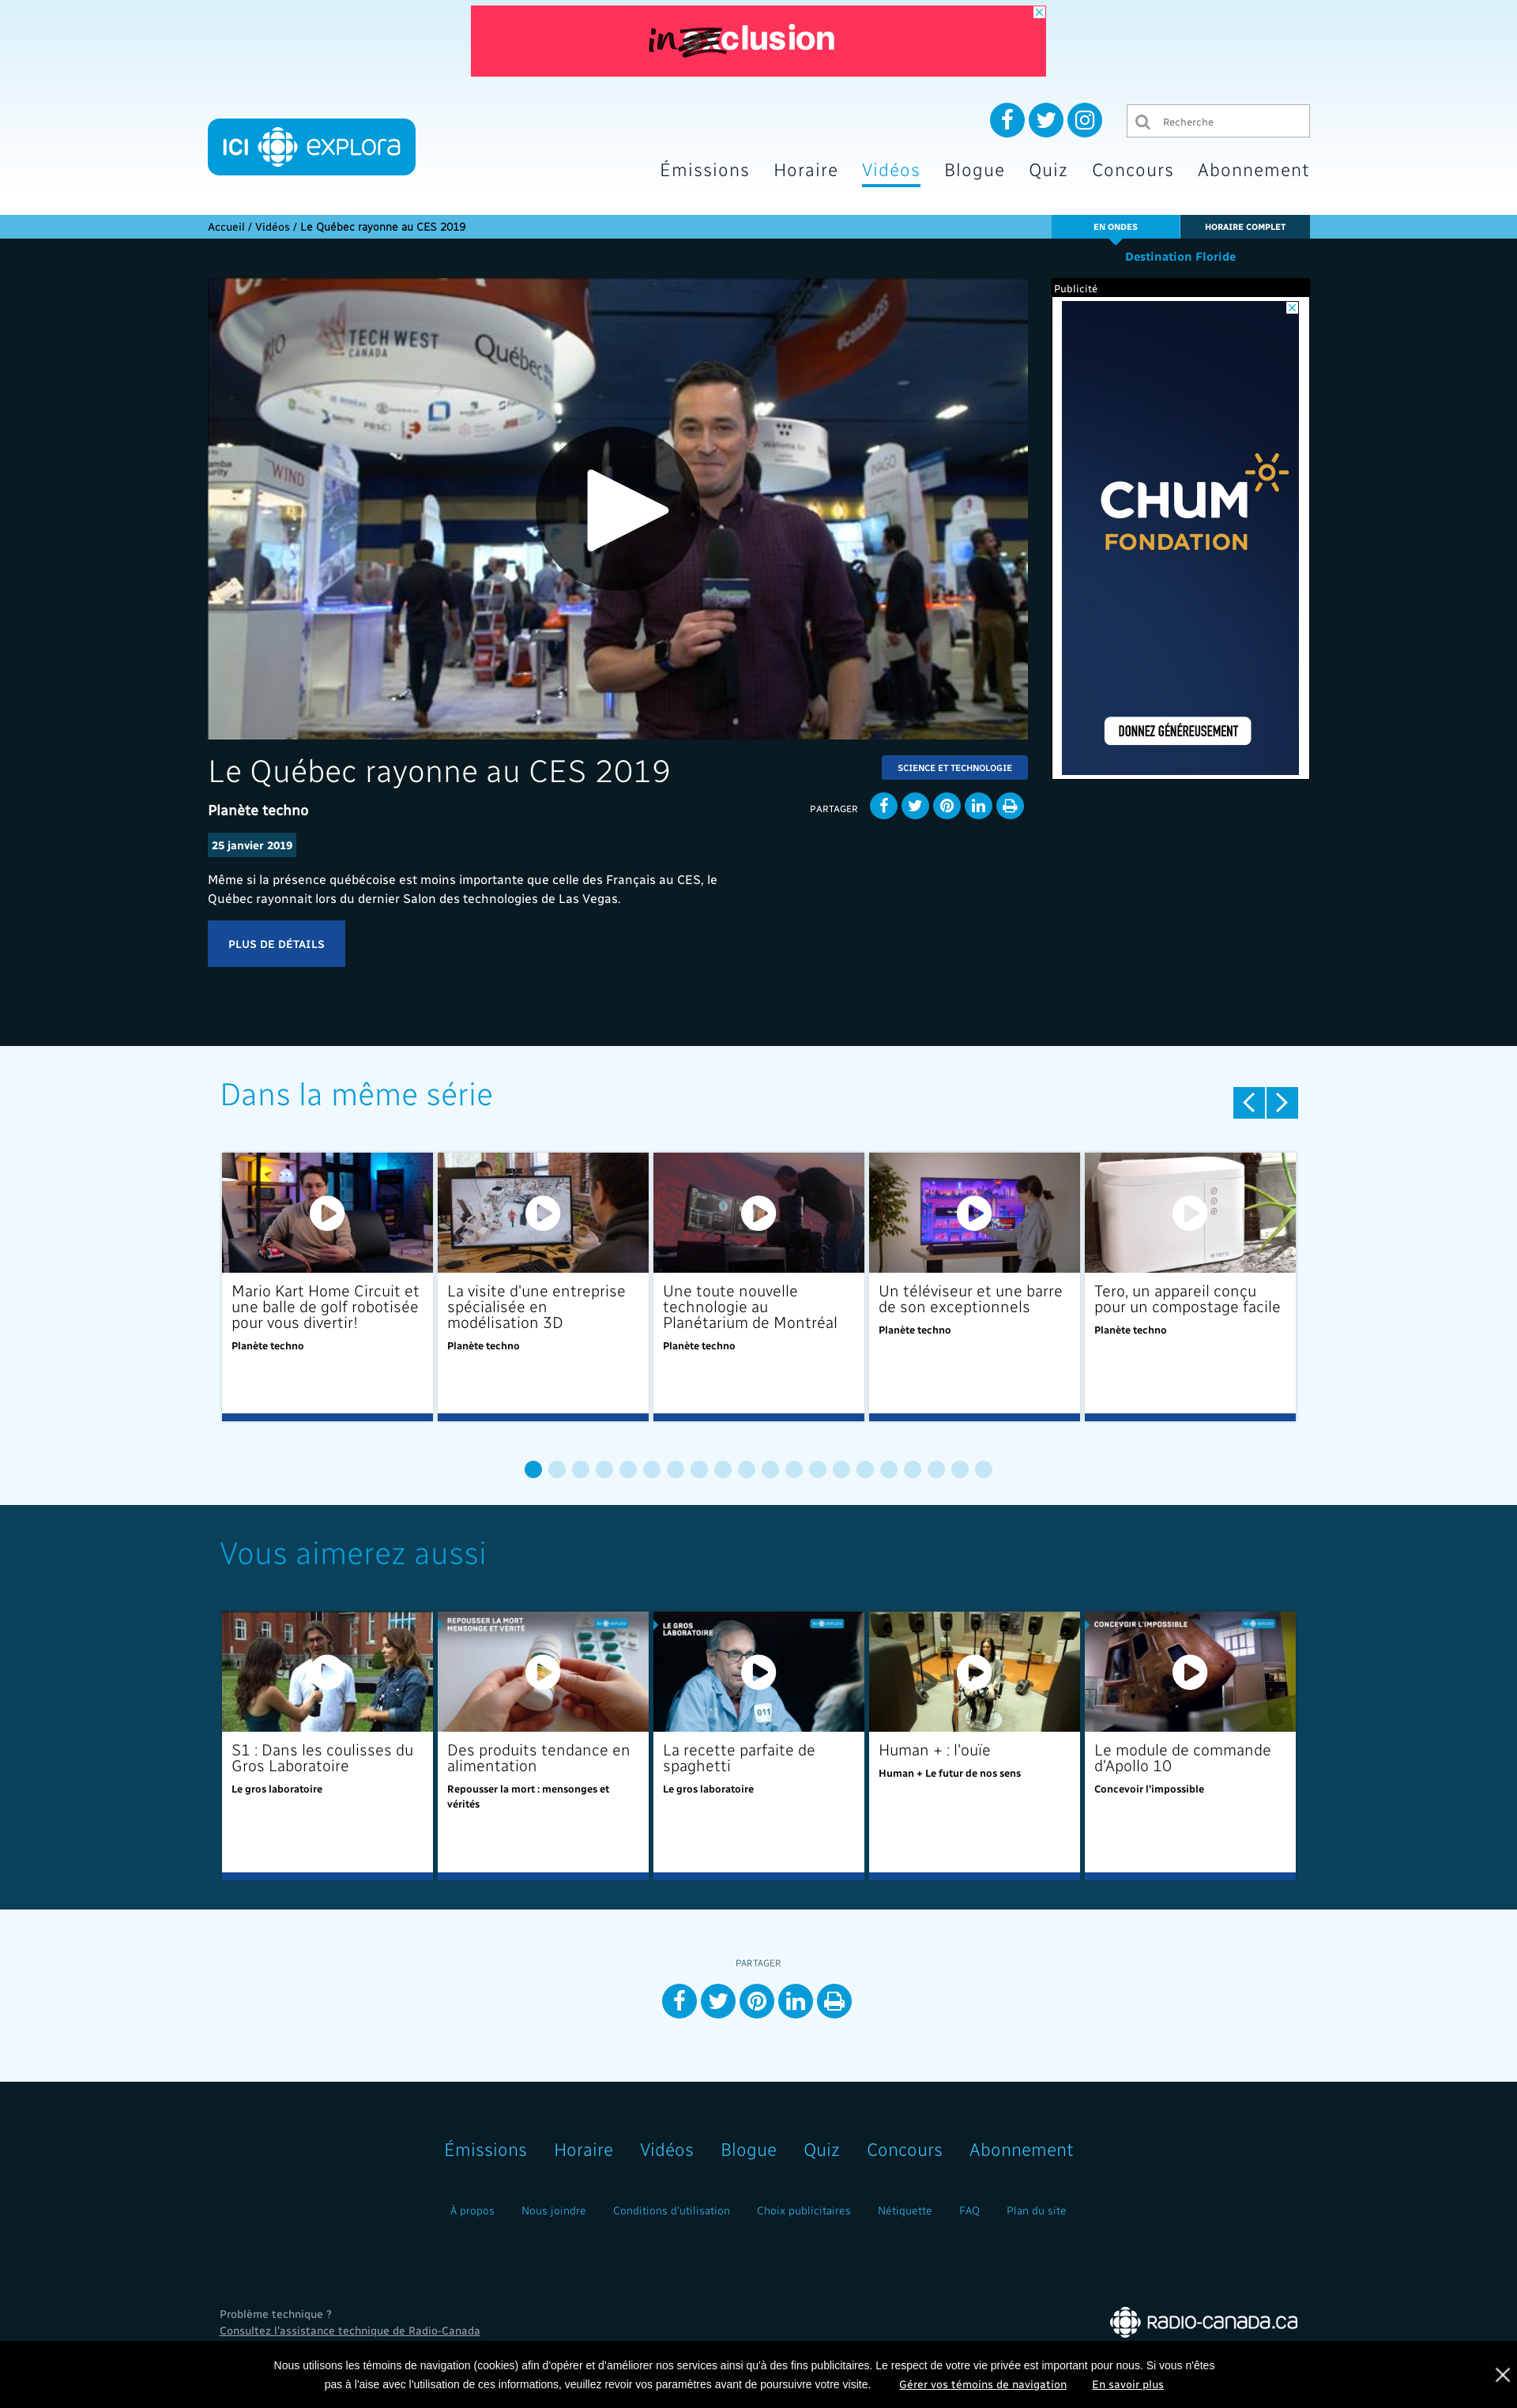 in clusion
ICI explora
Recherche
Émissions Horaire Vidéos Blogue Quiz Concours Abonnement
Accueil / Vidéos / Le Québec rayonne au CES 2019
EN ONDES
HORAIRE COMPLET
Destination Floride
TECH WEST
CANADA
Québec
#CanadaCES
WIND
Publicité
CHUM
FONDATION
DONNEZ GÉNÉREUSEMENT
Le Québec rayonne au CES 2019
SCIENCE ET TECHNOLOGIE
Planète techno
PARTAGER
25 janvier 2019
Même si la présence québécoise est moins importante que celle des Français au CES, le
Québec rayonnait lors du dernier Salon des technologies de Las Vegas.
PLUS DE DÉTAILS
Dans la même série
Mario Kart Home Circuit et
une balle de golf robotisée
pour vous divertir!
Planète techno
La visite d'une entreprise
spécialisée en
modélisation 3D
Planète techno
Une toute nouvelle
technologie au
Planétarium de Montréal
Planète techno
Un téléviseur et une barre
de son exceptionnels
Planète techno
tero
Tero, un appareil conçu
pour un compostage facile
Planète techno
Vous aimerez aussi
S1 : Dans les coulisses du
Gros Laboratoire
Le gros laboratoire
REPOUSSER LA MORT
MENSONGE ET VÉRITÉ
Des produits tendance en
alimentation
Repousser la mort : mensonges et
vérités
LE GROS
LABORATOIRE
011
La recette parfaite de
spaghetti
Le gros laboratoire
Human + : l'ouïe
Human + Le futur de nos sens
CONCEVOIR L'IMPOSSIBLE
Le module de commande
d'Apollo 10
Concevoir l'impossible
PARTAGER
Émissions Horaire Vidéos Blogue Quiz Concours Abonnement
À propos Nous joindre Conditions d'utilisation Choix publicitaires Nétiquette FAQ Plan du site
Problème technique ?
Consultez l'assistance technique de Radio-Canada
RADIO-CANADA.CA
Nous utilisons les témoins de navigation (cookies) afin d'opérer et d'améliorer nos services ainsi qu'à des fins publicitaires. Le respect de votre vie privée est important pour nous. Si vous n'êtes
pas à l'aise avec l'utilisation de ces informations, veuillez revoir vos paramètres avant de poursuivre votre visite. Gérer vos témoins de navigation En savoir plus